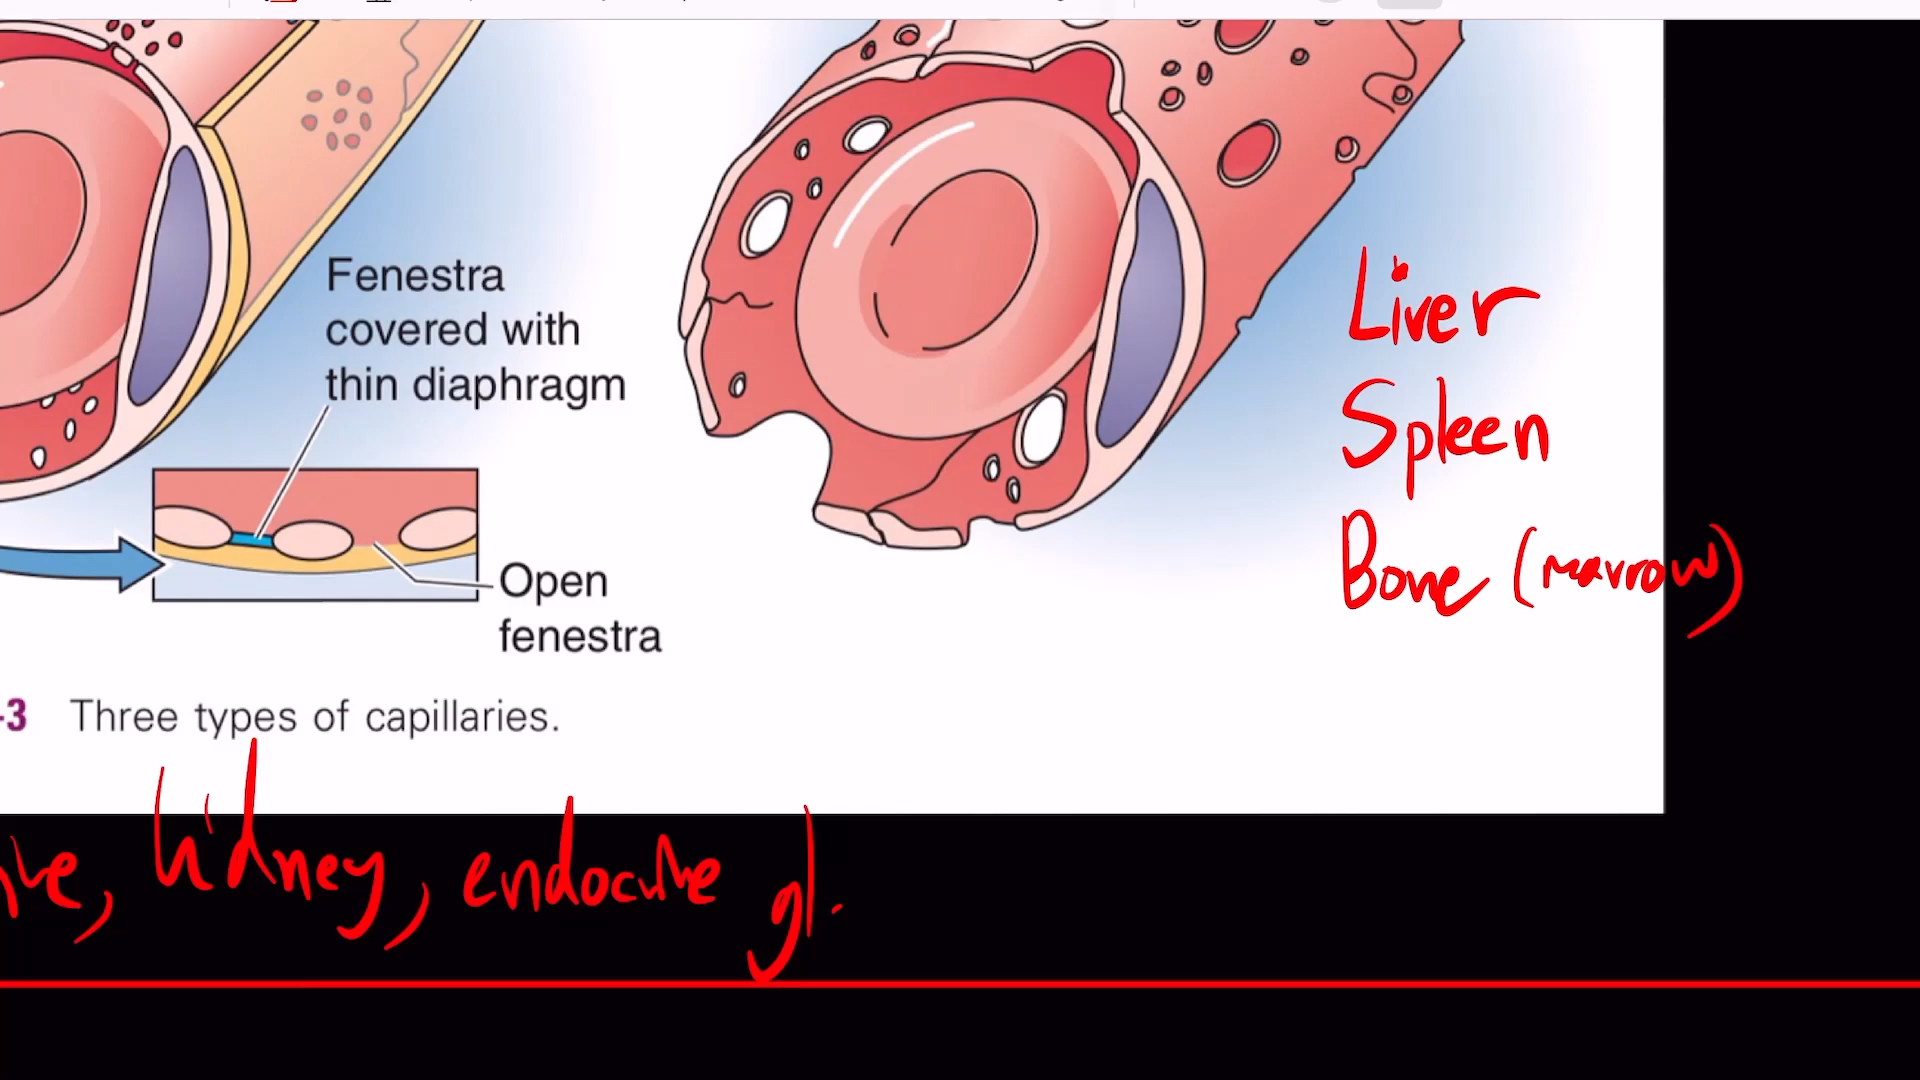 Fenestra
covered with
thin diaphragm
Open
fenestra
Liver
Spleen
Bone (marrow)
-3 Three types of capillaries.
kidney, endocrine gl.